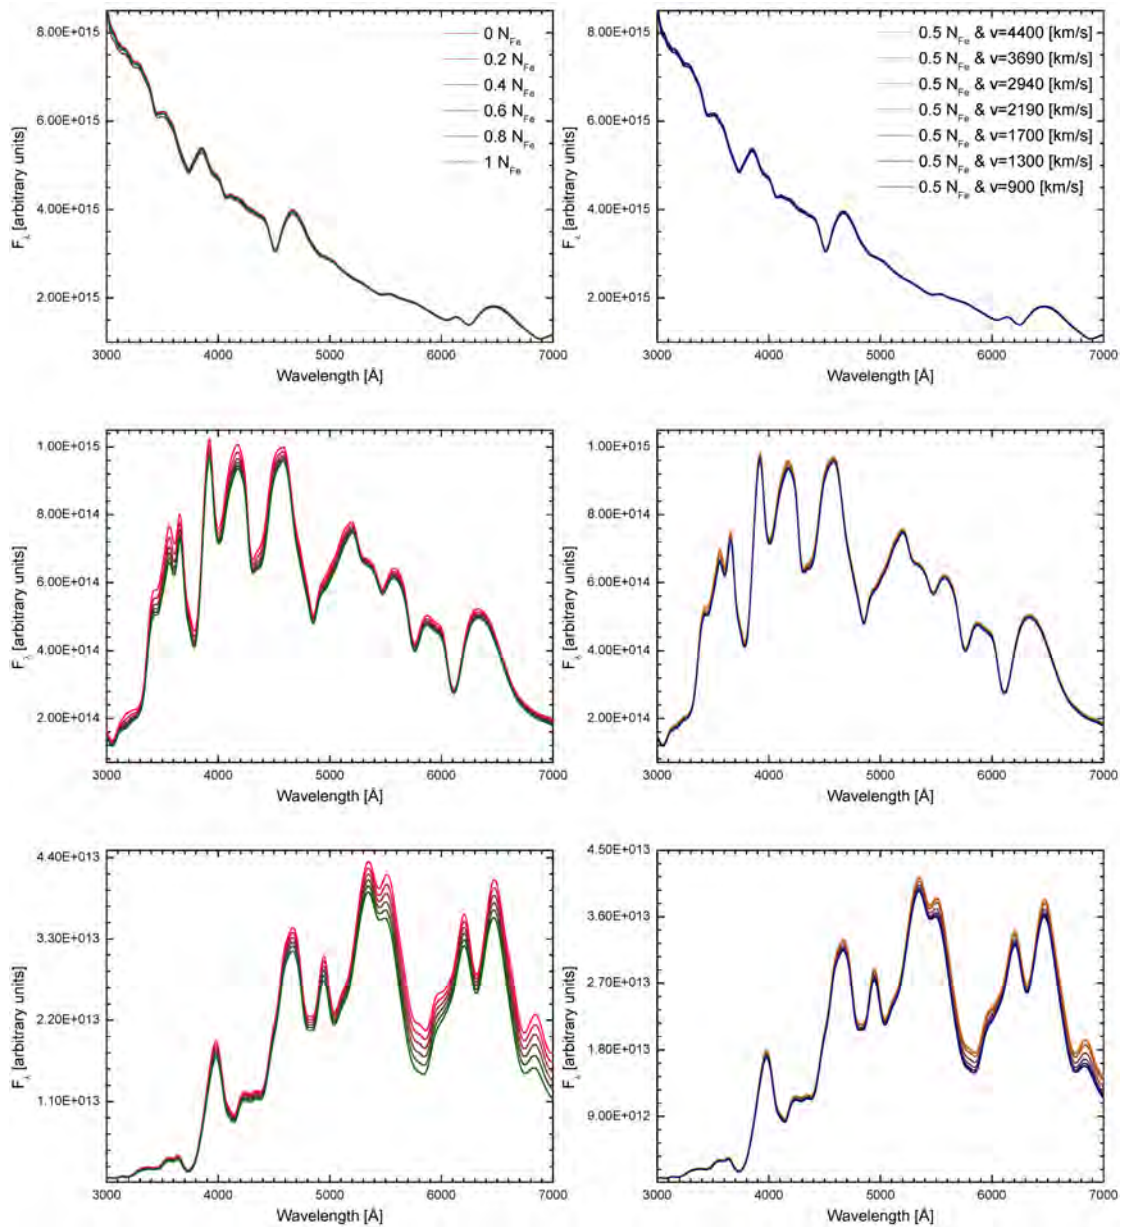 8.00E+015
6.00E+015
4.00E+015
2.00E+015
F_λ [arbitrary units]
0 N_Fe
0.2 N_Fe
0.4 N_Fe
0.6 N_Fe
0.8 N_Fe
1 N_Fe
3000 4000 5000 6000 7000
Wavelength [Å]
8.00E+015
6.00E+015
4.00E+015
2.00E+015
F_λ [arbitrary units]
0.5 N_Fe & v=4400 [km/s]
0.5 N_Fe & v=3690 [km/s]
0.5 N_Fe & v=2940 [km/s]
0.5 N_Fe & v=2190 [km/s]
0.5 N_Fe & v=1700 [km/s]
0.5 N_Fe & v=1300 [km/s]
0.5 N_Fe & v=900 [km/s]
3000 4000 5000 6000 7000
Wavelength [Å]
1.00E+015
8.00E+014
6.00E+014
4.00E+014
2.00E+014
F_λ [arbitrary units]
3000 4000 5000 6000 7000
Wavelength [Å]
1.00E+015
8.00E+014
6.00E+014
4.00E+014
2.00E+014
F_λ [arbitrary units]
3000 4000 5000 6000 7000
Wavelength [Å]
4.40E+013
3.30E+013
2.20E+013
1.10E+013
F_λ [arbitrary units]
3000 4000 5000 6000 7000
Wavelength [Å]
4.50E+013
3.60E+013
2.70E+013
1.80E+013
9.00E+012
F_λ [arbitrary units]
3000 4000 5000 6000 7000
Wavelength [Å]